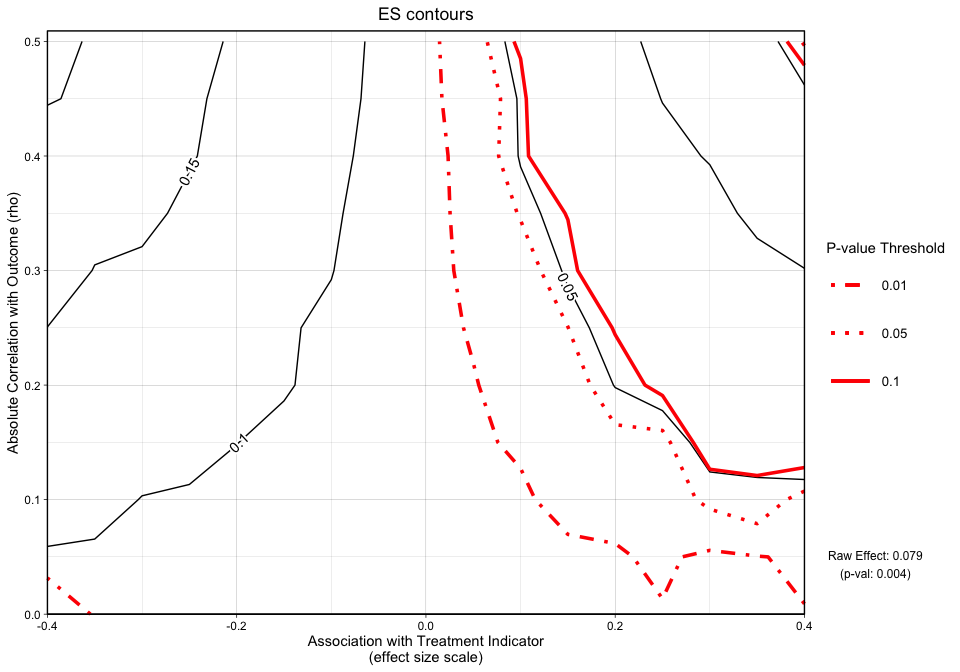 ES contours
Absolute Correlation with Outcome (rho)
0.5
0.4
0.3
0.2
0.1
0.0
0.15
0.1
0.05
-0.4
-0.2
0.0
0.2
0.4
Association with Treatment Indicator
(effect size scale)
P-value Threshold
0.01
0.05
0.1
Raw Effect: 0.079
(p-val: 0.004)